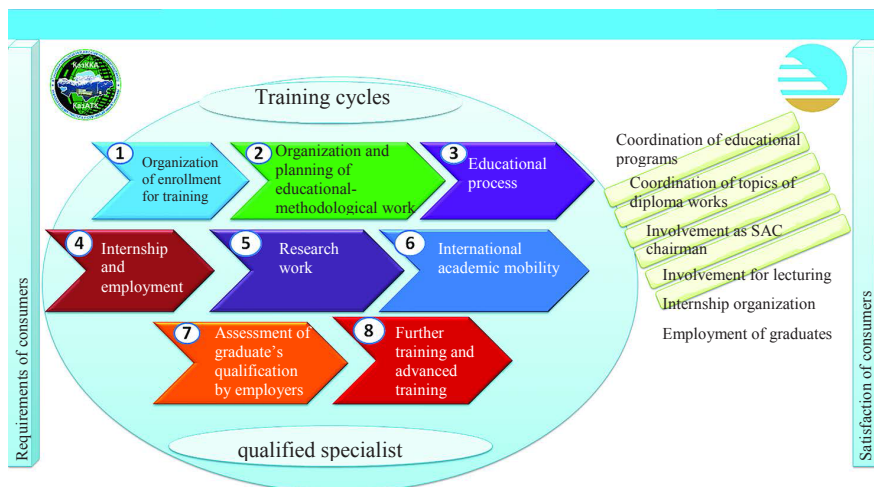 КазККА
KazATK
Training cycles
1
Organization
of enrollment
for training
2
Organization and
planning of
educational-
methodological work
3
Educational
process
4
Internship
and
employment
5
Research
work
6
International
academic mobility
7
Assessment of
graduate's
qualification
by employers
8
Further
training and
advanced
training
qualified specialist
Requirements of consumers
Coordination of educational
programs
Coordination of topics of
diploma works
Involvement as SAC
chairman
Involvement for lecturing
Internship organization
Employment of graduates
Satisfaction of consumers